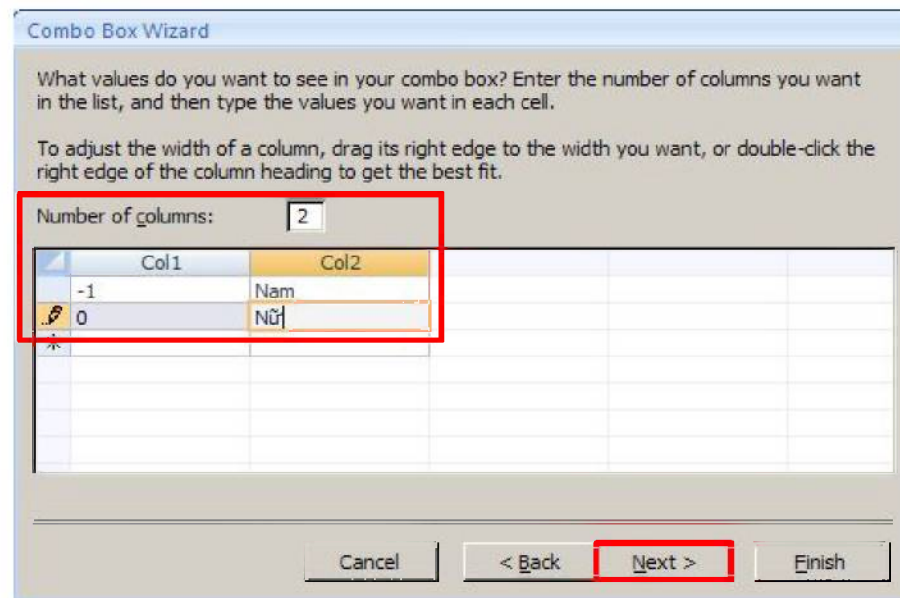 Combo Box Wizard
What values do you want to see in your combo box? Enter the number of columns you want
in the list, and then type the values you want in each cell.
To adjust the width of a column, drag its right edge to the width you want, or double-click the
right edge of the column heading to get the best fit.
Number of columns: 2
Col1 Col2
-1 Nam
0 Nữ
Cancel < Back Next > Finish